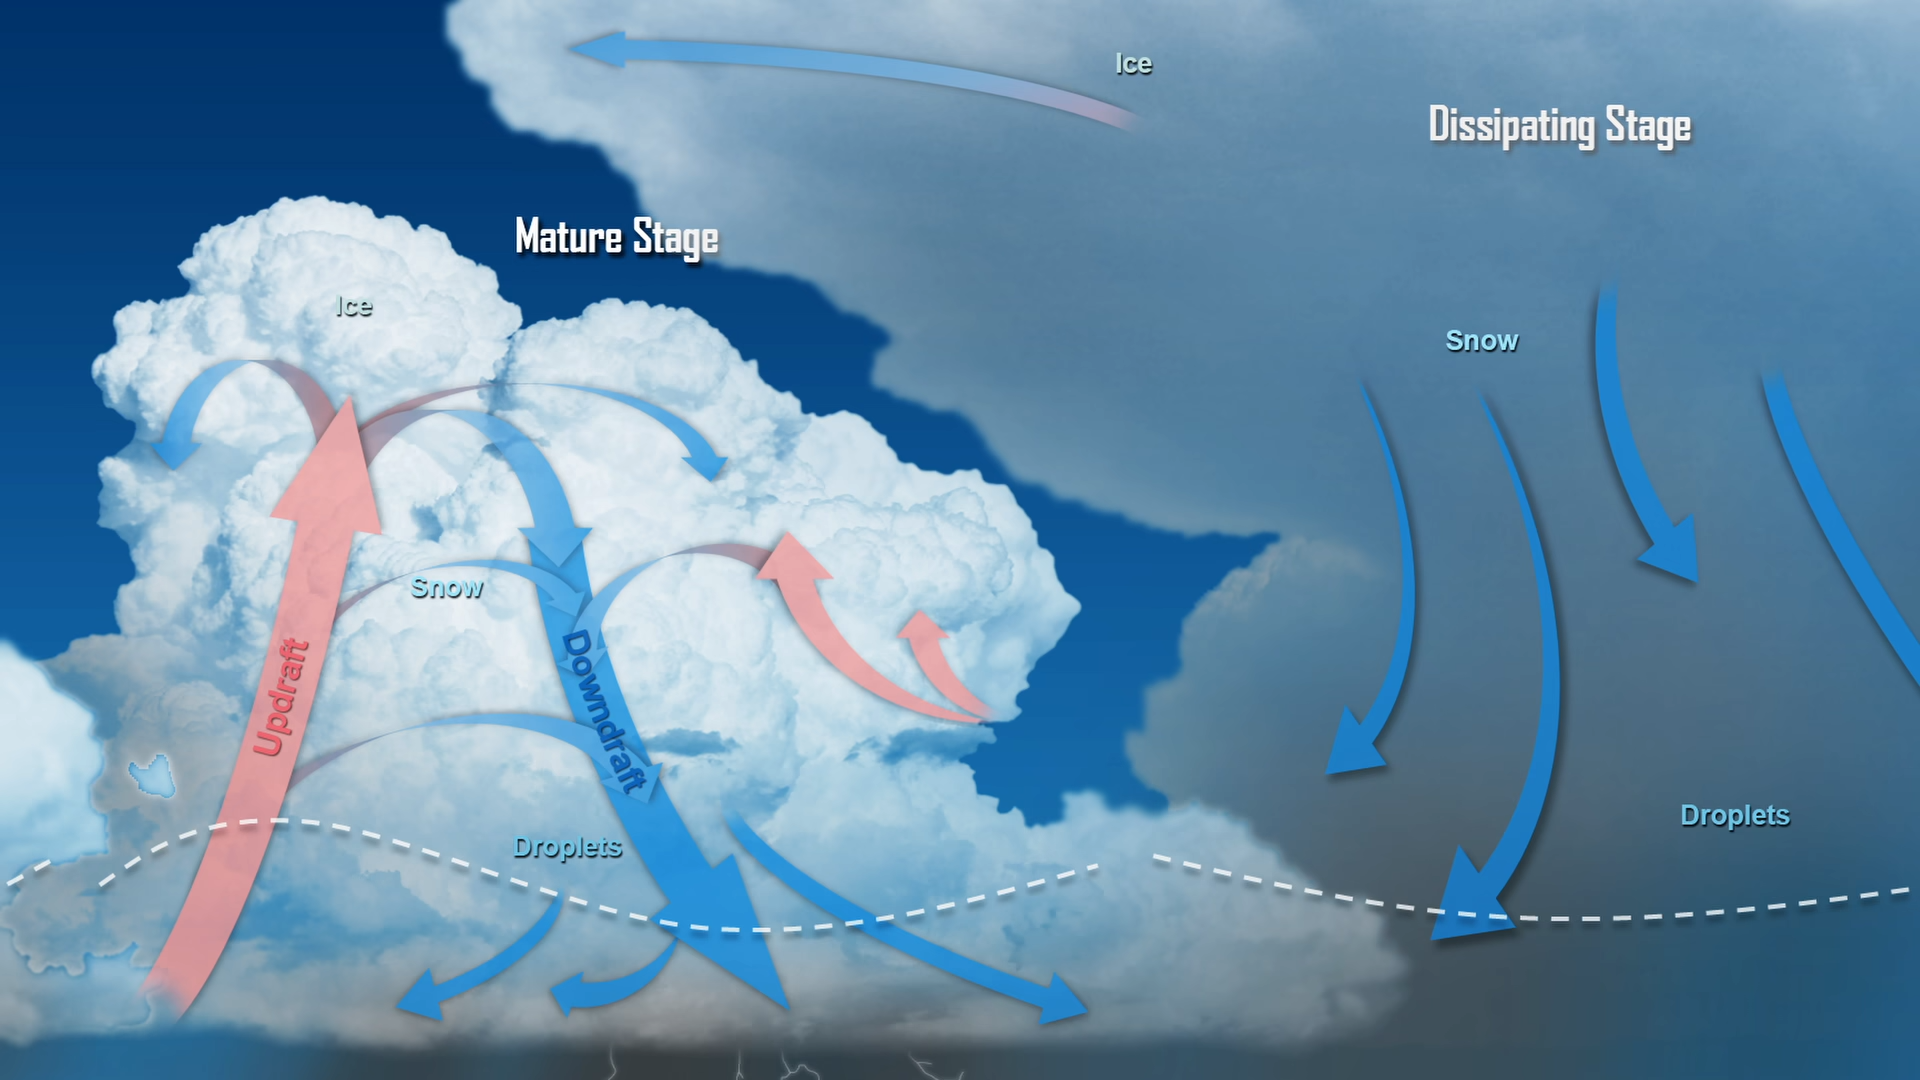 Ice
Dissipating Stage
Mature Stage
Ice
Snow
Snow
Updraft
Downdraft
Droplets
Droplets